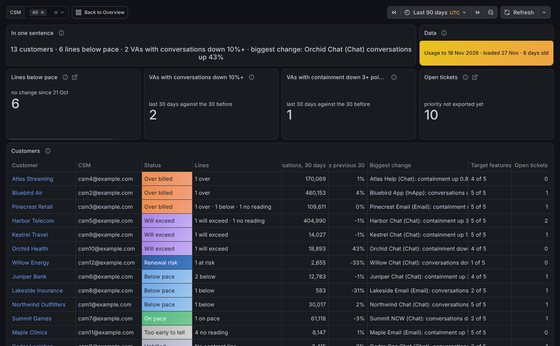 CSM All × × Back to Overview Last 90 days UTC Refresh
In one sentence
13 customers · 6 lines below pace · 2 VAs with conversations down 10%+ · biggest change: Orchid Chat (Chat) conversations
up 43%
Data
Usage to 19 Nov 2026 · loaded 27 Nov · 8 days old
Lines below pace
no change since 21 Oct
6
VAs with conversations down 10%+
last 30 days against the 30 before
2
VAs with containment down 3+ poi...
last 30 days against the 30 before
1
Open tickets
priority not exported yet
10
Customers
Customer CSM Status Lines sations, 30 days s previous 30 Biggest change Target features Open tickets
Atlas Streaming csm4@example.com Over billed 1 over 170,069 1% Atlas Help (Chat): containment up 0.8 4 of 5 0
Bluebird Air csm2@example.com Over billed 1 over 460,153 4% Bluebird App (InApp): conversations u 5 of 5 1
Pinecrest Retail csm3@example.com Over billed 1 over · 1 below · 1 no reading 109,611 0% Pinecrest Email (Email): containment 5 of 5 1
Harbor Telecom csm5@example.com Will exceed 1 will exceed · 1 no reading 404,990 -1% Harbor Chat (Chat): containment up 3 5 of 5 2
Kestrel Travel csm9@example.com Will exceed 1 will exceed 14,027 -1% Kestrel Chat (Chat): containment up 1 5 of 5 1
Orchid Health csm10@example.com Will exceed 1 will exceed 18,893 43% Orchid Chat (Chat): containment dow 4 of 5 0
Willow Energy csm12@example.com Renewal risk 1 at risk 2,655 -33% Willow Chat (Chat): conversations do 2 of 5 0
Juniper Bank csm6@example.com Below pace 2 below 12,783 -1% Juniper Chat (Chat): containment up 4 of 5 1
Lakeside Insurance csm8@example.com Below pace 1 below 583 -31% Lakeside Email (Email): conversations 3 of 5 1
Northwind Outfitters csm1@example.com Below pace 1 below 30,017 2% Northwind Chat (Chat): conversations 5 of 5 1
Summit Games csm7@example.com On pace 1 on pace 61,118 -3% Summit NCW (Chat): conversations d 2 of 5 1
Maple Clinics csm11@example.com Too early to tell 4 no reading 8,147 1% Maple Email (Email): containment up 5 of 5 0